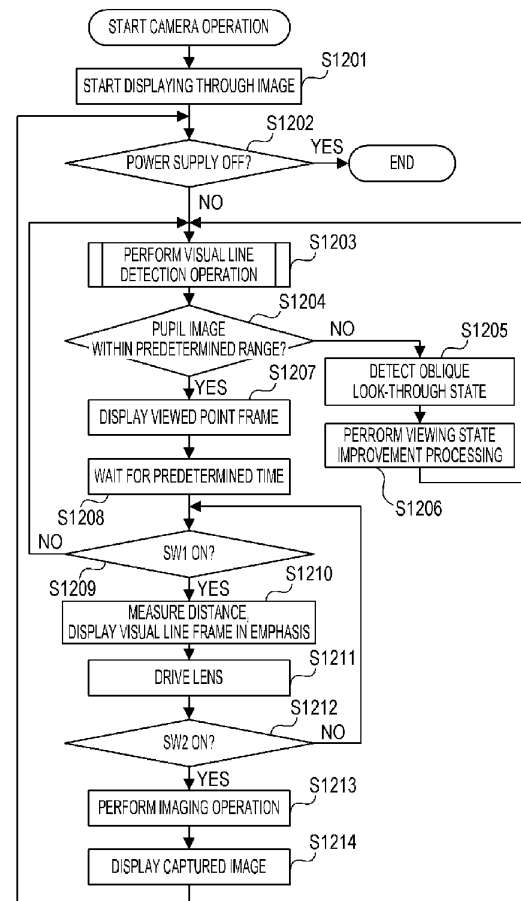 START CAMERA OPERATION
S1201
START DISPLAYING THROUGH IMAGE
S1202
POWER SUPPLY OFF?
YES
END
NO
S1203
PERFORM VISUAL LINE
DETECTION OPERATION
S1204
PUPIL IMAGE
WITHIN PREDETERMINED RANGE?
NO
S1205
DETECT OBLIQUE
LOOK-THROUGH STATE
YES
S1207
DISPLAY VIEWED POINT FRAME
PERRORM VIEWING STATE
IMPROVEMENT PROCESSING
S1206
WAIT FOR PREDETERMINED TIME
S1208
NO
SW1 ON?
S1209
YES
S1210
MEASURE DISTANCE,
DISPLAY VISUAL LINE FRAME IN EMPHASIS
S1211
DRIVE LENS
S1212
SW2 ON?
NO
YES
S1213
PERFORM IMAGING OPERATION
S1214
DISPLAY CAPTURED IMAGE